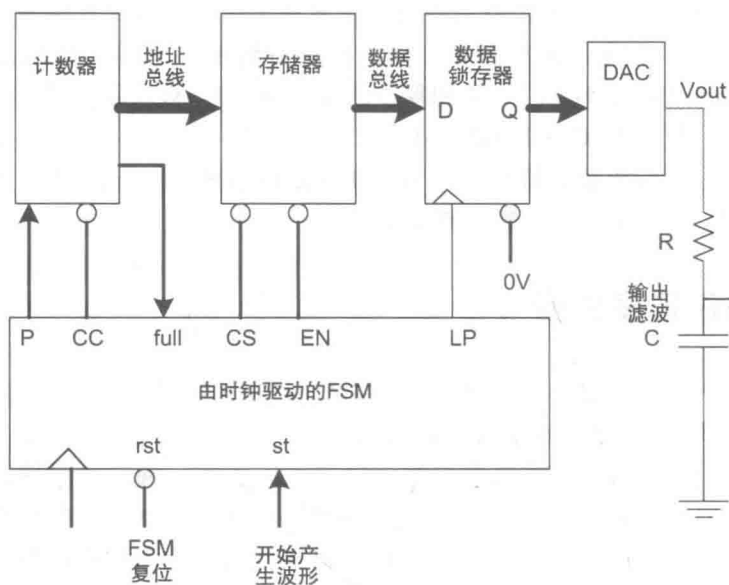 计数器
地址
总线
存储器
数据
总线
数据
锁存器
D Q
DAC
Vout
R
输出
滤波
C
0V
P CC full CS EN LP
由时钟驱动的FSM
rst st
FSM
复位
开始产
生波形